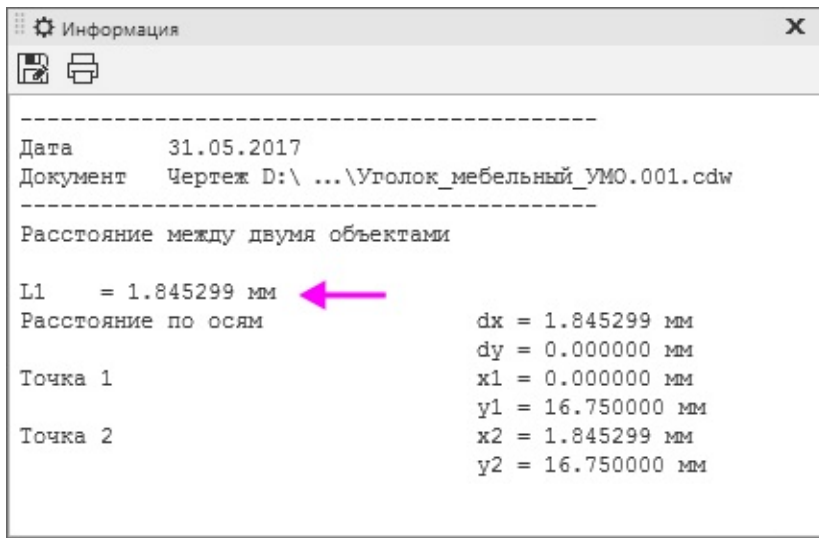 Информация
-------------------------------------------
Дата 31.05.2017
Документ Чертеж D:\ ...\Уголок_мебельный_УМО.001.cdw
-------------------------------------------
Расстояние между двумя объектами
L1 = 1.845299 мм
Расстояние по осям dx = 1.845299 мм
dy = 0.000000 мм
Точка 1 x1 = 0.000000 мм
y1 = 16.750000 мм
Точка 2 x2 = 1.845299 мм
y2 = 16.750000 мм